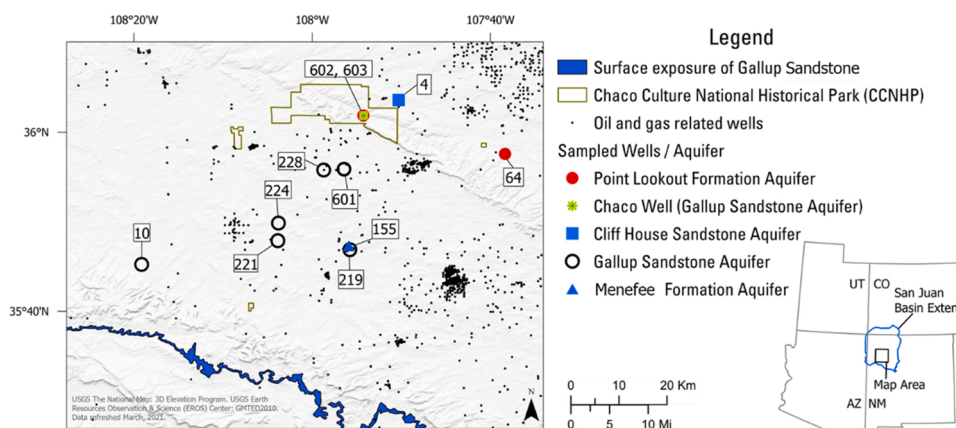 108°20'
108°W
107°40'
36°N
35°40'
602, 603
4
228
601
64
224
221
10
155
219
USGS The National Map: 3D Elevation Program. USGS Earth
Resources Observation & Science (EROS) Center: GMTED2010.
Data refreshed March, 2021.
N
Legend
Surface exposure of Gallup Sandstone
Chaco Culture National Historical Park (CCNHP)
Oil and gas related wells
Sampled Wells / Aquifer
Point Lookout Formation Aquifer
Chaco Well (Gallup Sandstone Aquifer)
Cliff House Sandstone Aquifer
Gallup Sandstone Aquifer
Menefee Formation Aquifer
0 10 20 Km
0 5 10 Mi
UT CO
San Juan
Basin Exten
Map Area
AZ NM